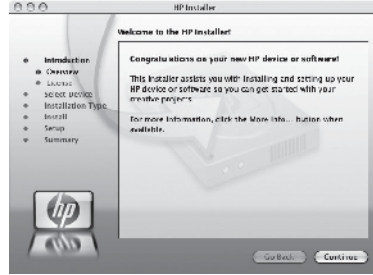 HP Installer
Welcome to the HP Installer!
Introduction
Overview
License
Select Device
Installation Type
Install
Setup
Summary
Congratulations on your new HP device or software!
This installer assists you with installing and setting up your
HP device or software so you can get started with your
creative projects.
For more information, click the More Info... button when
available.
hp
Go Back
Continue